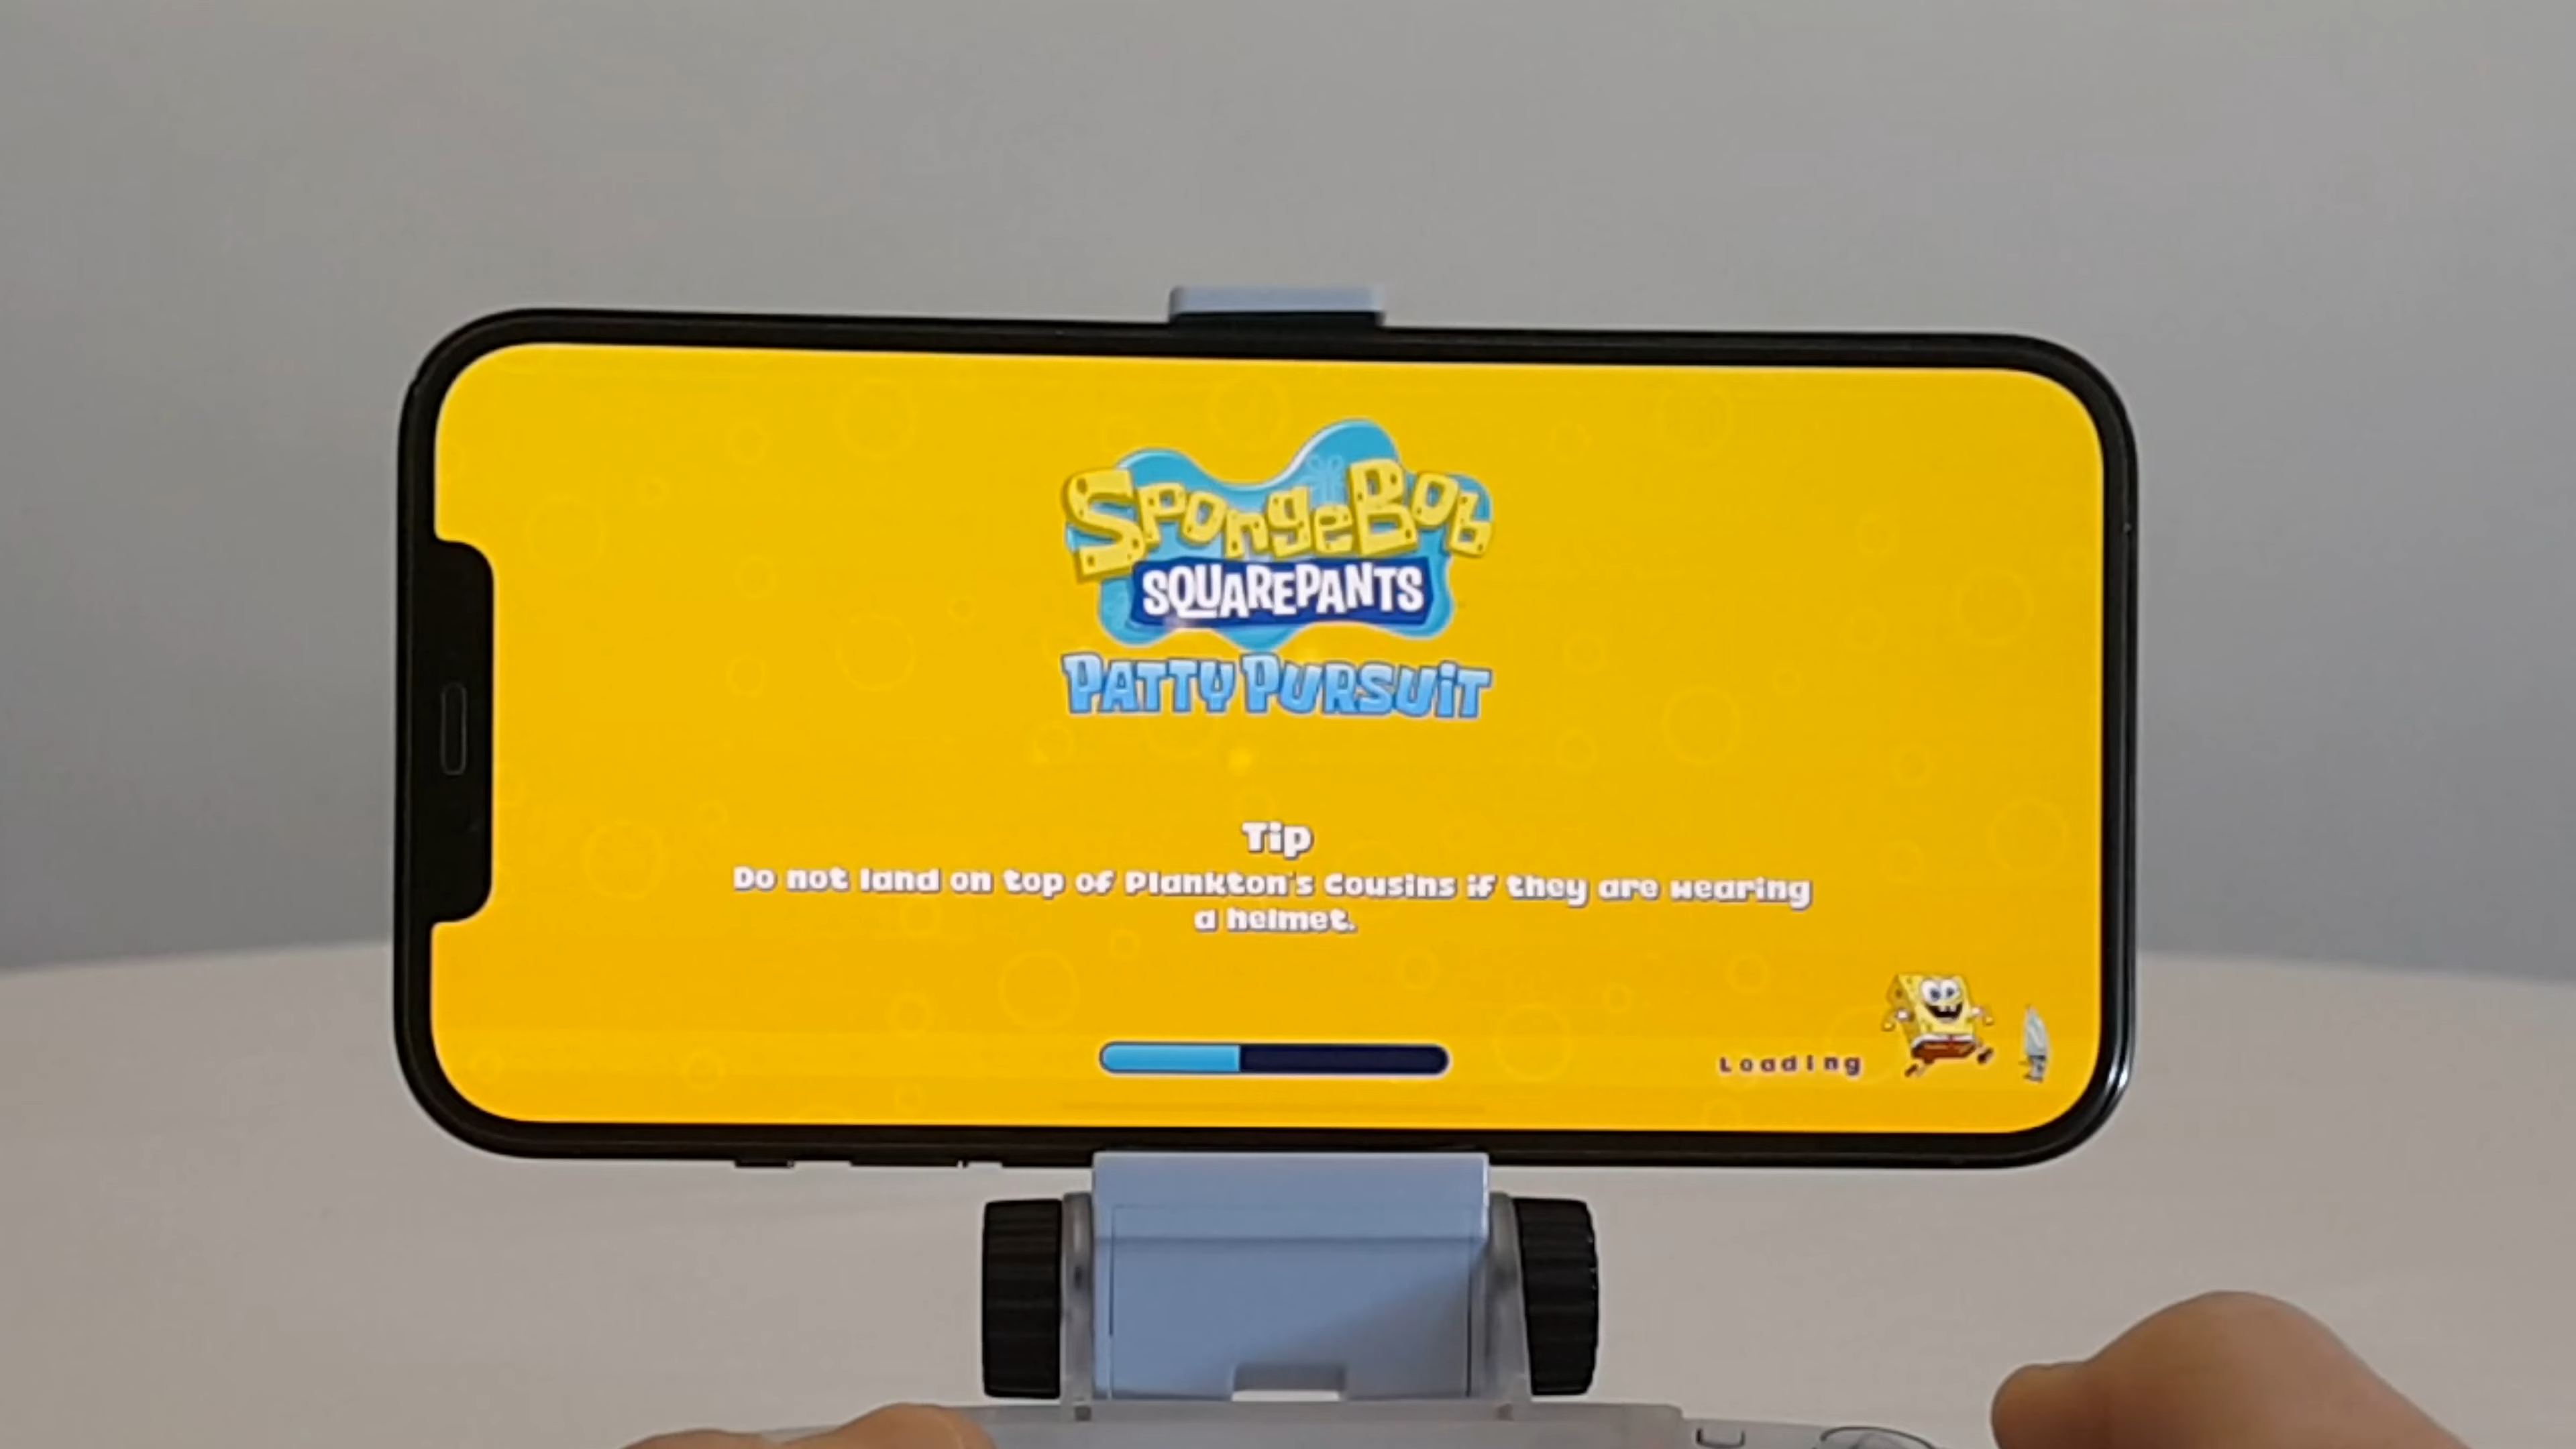 SpongeBob
SQUAREPANTS
PATTY PURSUiT
Tip
Do not land on top of Plankton's Cousins if they are wearing
a helmet.
Loading